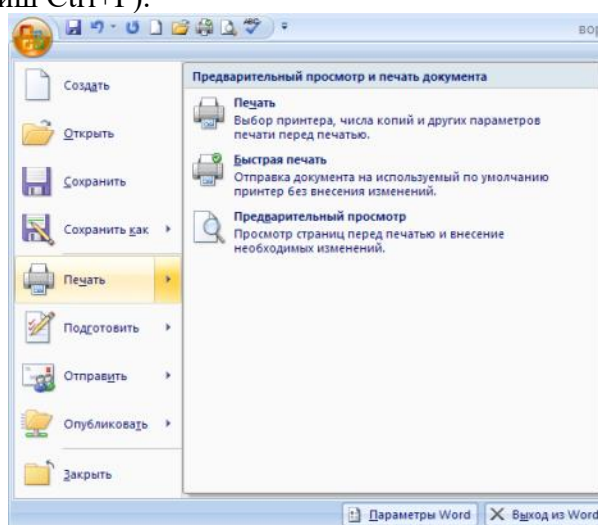 иш Ctrl+P).
вор
Предварительный просмотр и печать документа
Создать
Печать
Выбор принтера, числа копий и других параметров
печати перед печатью.
Открыть
Быстрая печать
Отправка документа на используемый по умолчанию
принтер без внесения изменений.
Сохранить
Предварительный просмотр
Просмотр страниц перед печатью и внесение
необходимых изменений.
Сохранить как
Печать
Подготовить
Отправить
Опубликовать
Закрыть
Параметры Word
Выход из Word